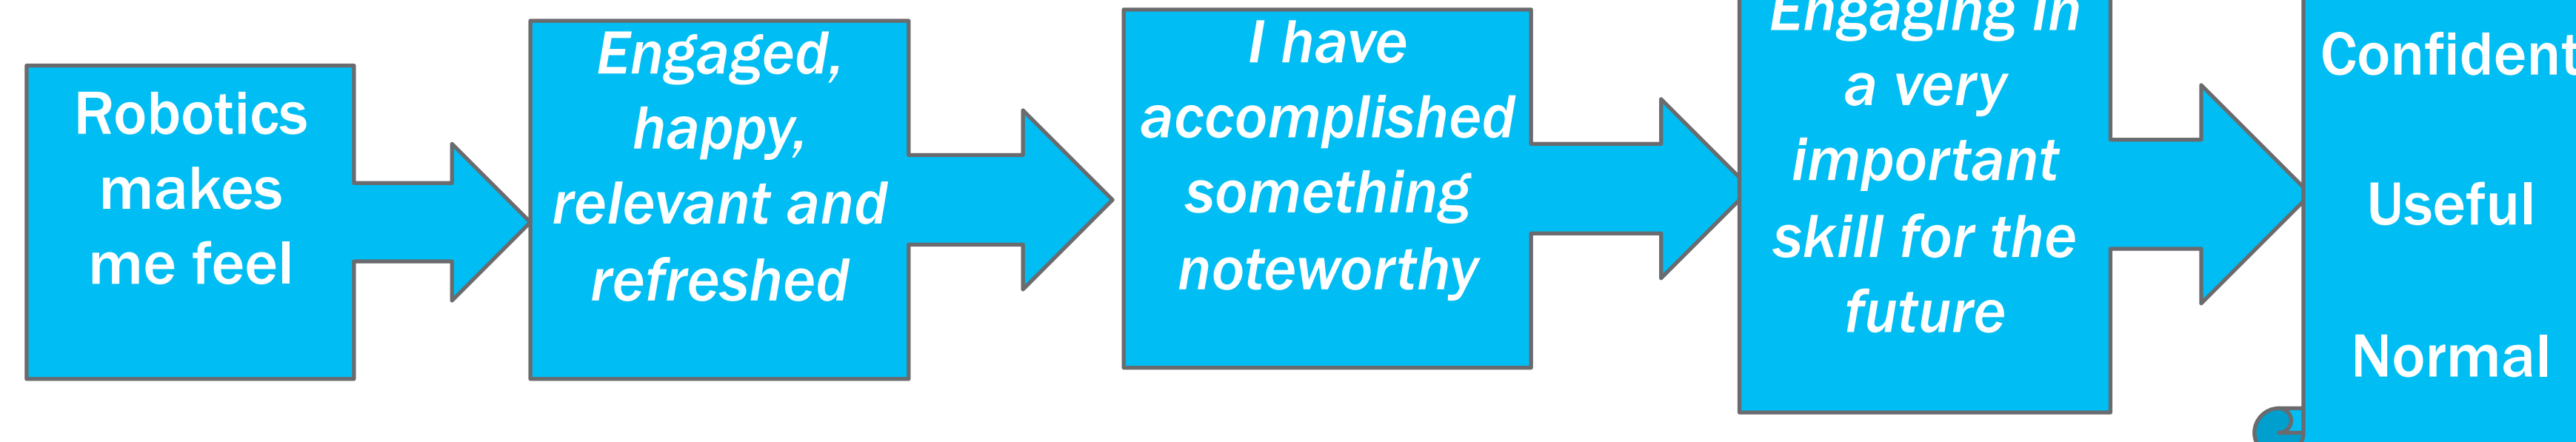 Robotics
makes
me feel
Engaged,
happy,
relevant and
refreshed
I have
accomplished
something
noteworthy
Engaging in
a very
important
skill for the
future
Confident
Useful
Normal